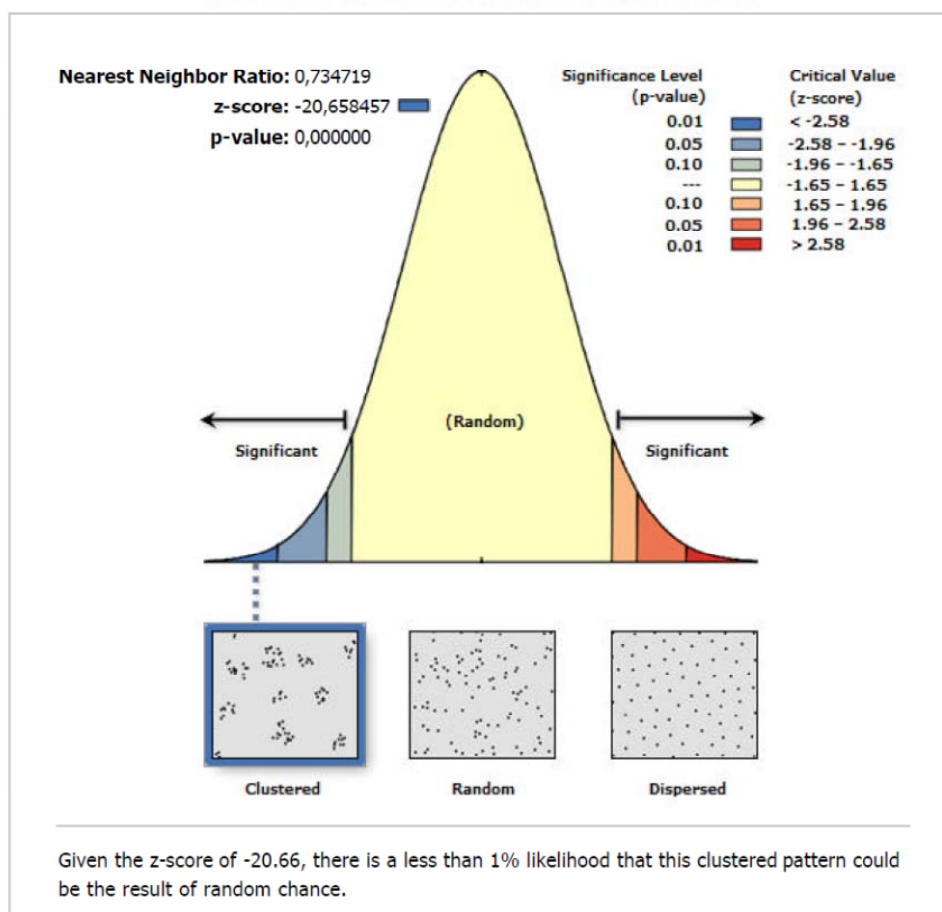 Nearest Neighbor Ratio: 0,734719
z-score: -20,658457
p-value: 0,000000
Significance Level
(p-value)
Critical Value
(z-score)
0.01 < -2.58
0.05 -2.58 – -1.96
0.10 -1.96 – -1.65
--- -1.65 – 1.65
0.10 1.65 – 1.96
0.05 1.96 – 2.58
0.01 > 2.58
(Random)
Significant
Significant
Clustered
Random
Dispersed
Given the z-score of -20.66, there is a less than 1% likelihood that this clustered pattern could
be the result of random chance.